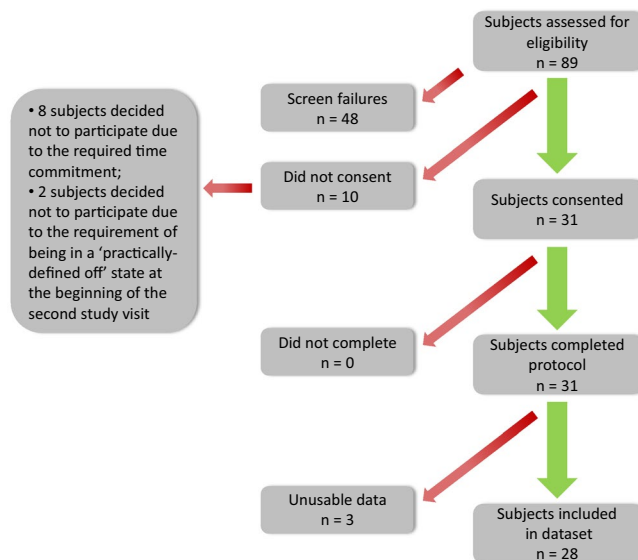 Subjects assessed for
eligibility
n = 89
Screen failures
n = 48
• 8 subjects decided
not to participate due
to the required time
commitment;
• 2 subjects decided
not to participate due
to the requirement of
being in a ‘practically-
defined off’ state at
the beginning of the
second study visit
Did not consent
n = 10
Subjects consented
n = 31
Did not complete
n = 0
Subjects completed
protocol
n = 31
Unusable data
n = 3
Subjects included
in dataset
n = 28